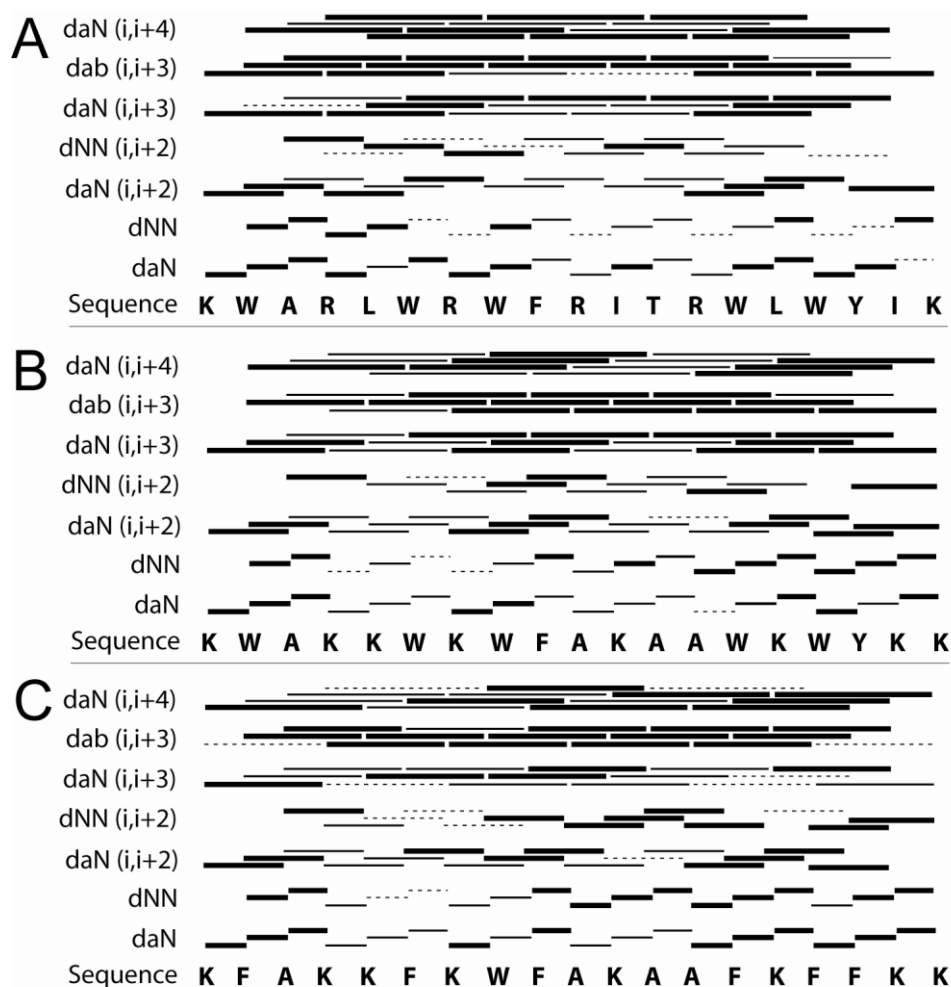 A
daN (i,i+4)
dab (i,i+3)
daN (i,i+3)
dNN (i,i+2)
daN (i,i+2)
dNN
daN
Sequence K W A R L W R W F R I T R W L W Y I K
B
daN (i,i+4)
dab (i,i+3)
daN (i,i+3)
dNN (i,i+2)
daN (i,i+2)
dNN
daN
Sequence K W A K K W K W F A K A A W K W Y K K
C
daN (i,i+4)
dab (i,i+3)
daN (i,i+3)
dNN (i,i+2)
daN (i,i+2)
dNN
daN
Sequence K F A K K F K W F A K A A F K F F K K